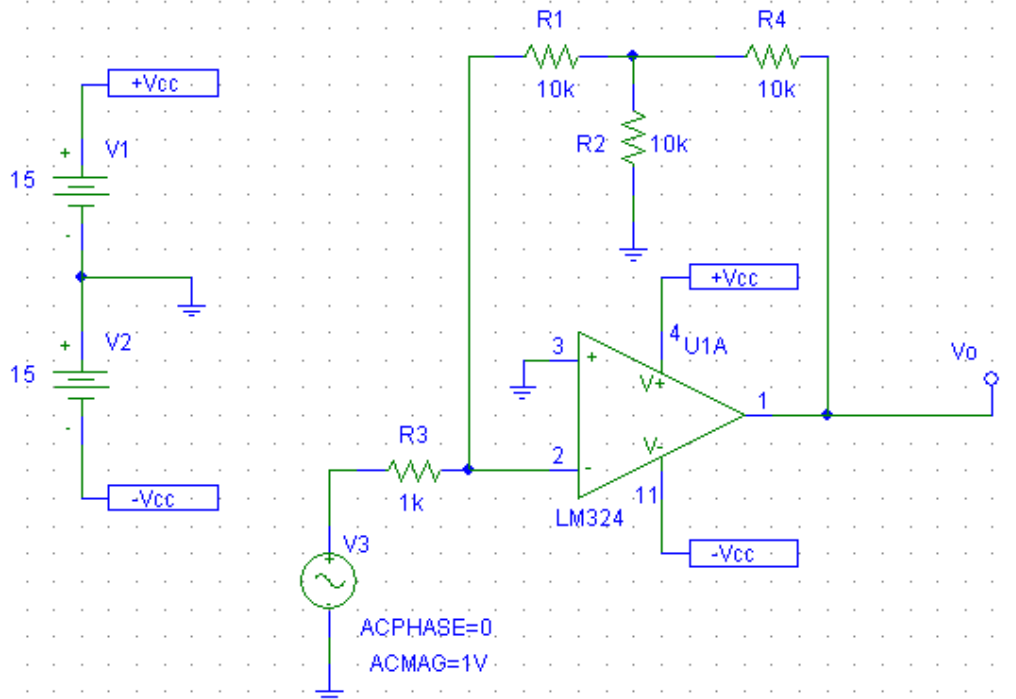 R1
R4
10k
10k
R2
10k
+Vcc
+
V1
15
-
+
V2
15
-
-Vcc
+Vcc
4
U1A
3
+
V+
Vo
1
2
-
V-
11
LM324
-Vcc
R3
1k
V3
+
-
ACPHASE=0
ACMAG=1V